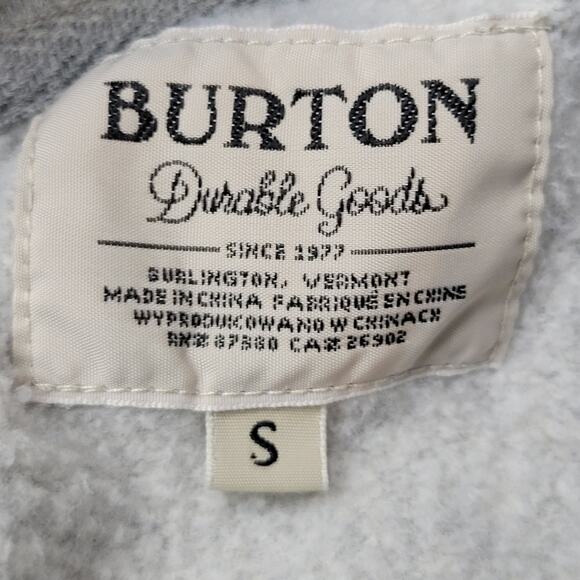 BURTON
Durable Goods
SINCE 1977
BURLINGTON, VERMONT
MADE IN CHINA FABRIQUÉ EN CHINE
WYPRODUKOWANO W CHINACH
RN# 87580 CA# 26902
S